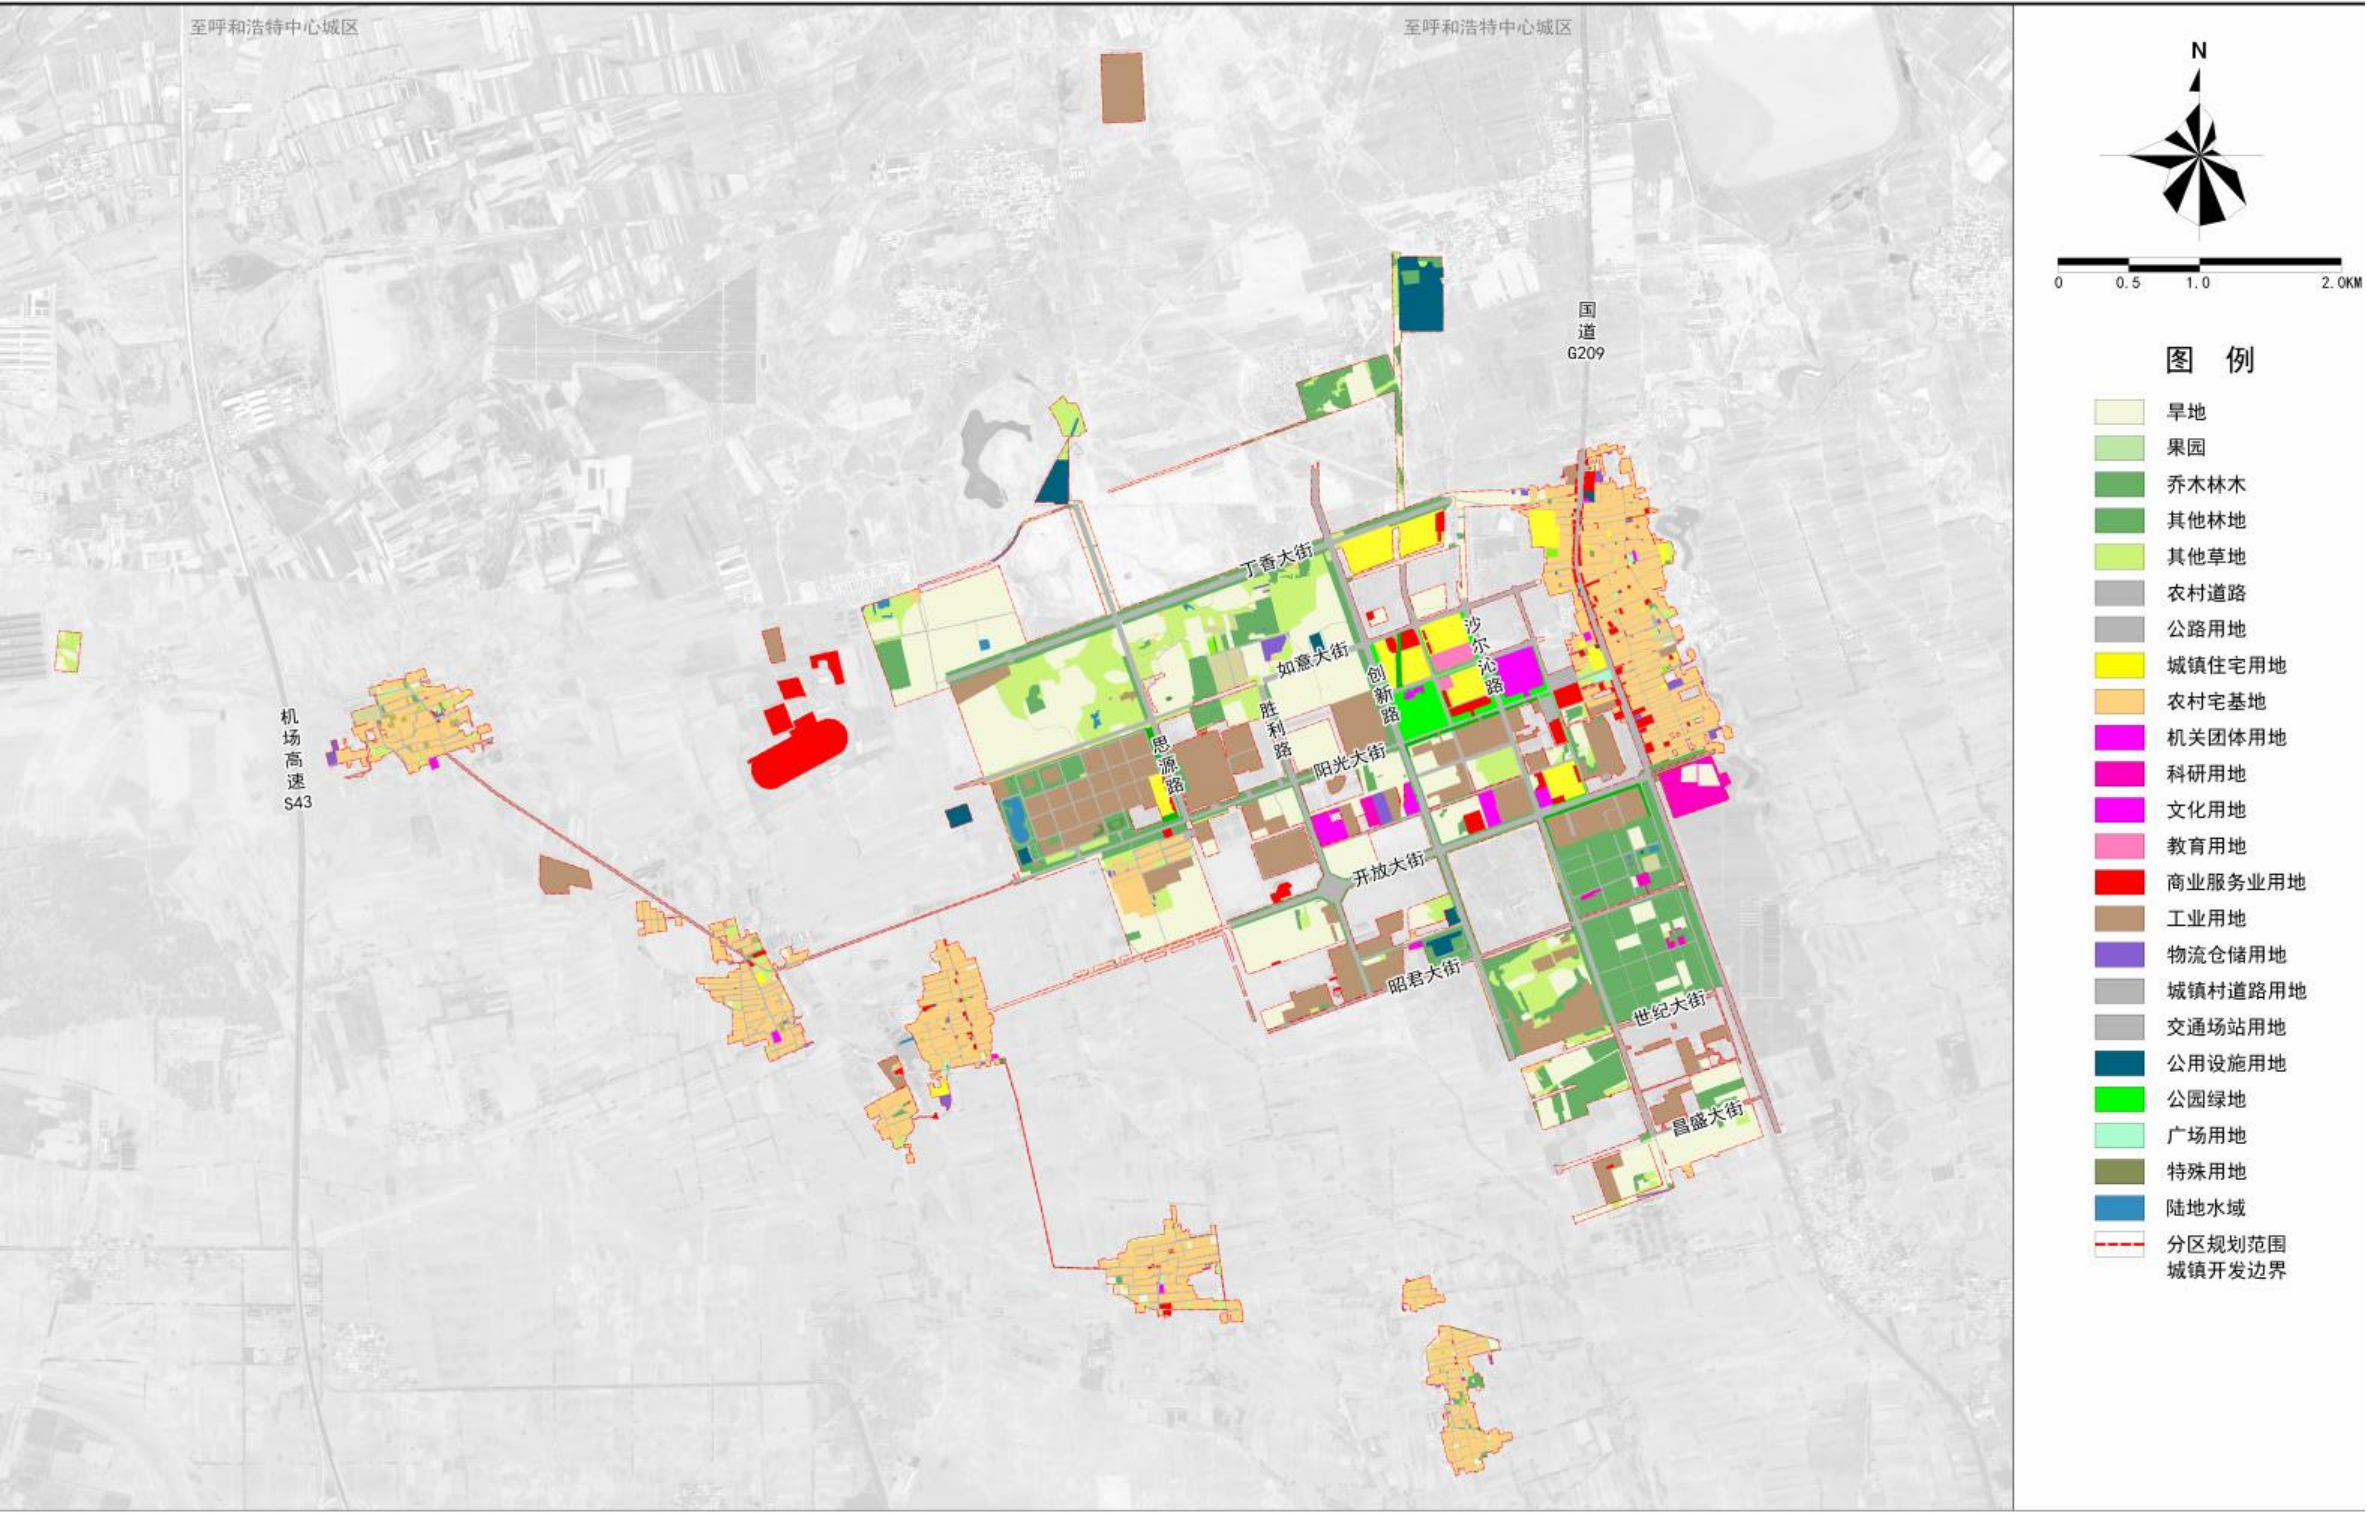 至呼和浩特中心城区
至呼和浩特中心城区
N
0 0.5 1.0 2.0KM
国道
G209
机场高速
S43
丁香大街
如意大街
沙尔沁路
创新路
胜利路
思源路
阳光大街
开放大街
昭君大街
世纪大街
昌盛大街
图 例
旱地
果园
乔木林木
其他林地
其他草地
农村道路
公路用地
城镇住宅用地
农村宅基地
机关团体用地
科研用地
文化用地
教育用地
商业服务业用地
工业用地
物流仓储用地
城镇村道路用地
交通场站用地
公用设施用地
公园绿地
广场用地
特殊用地
陆地水域
分区规划范围
城镇开发边界